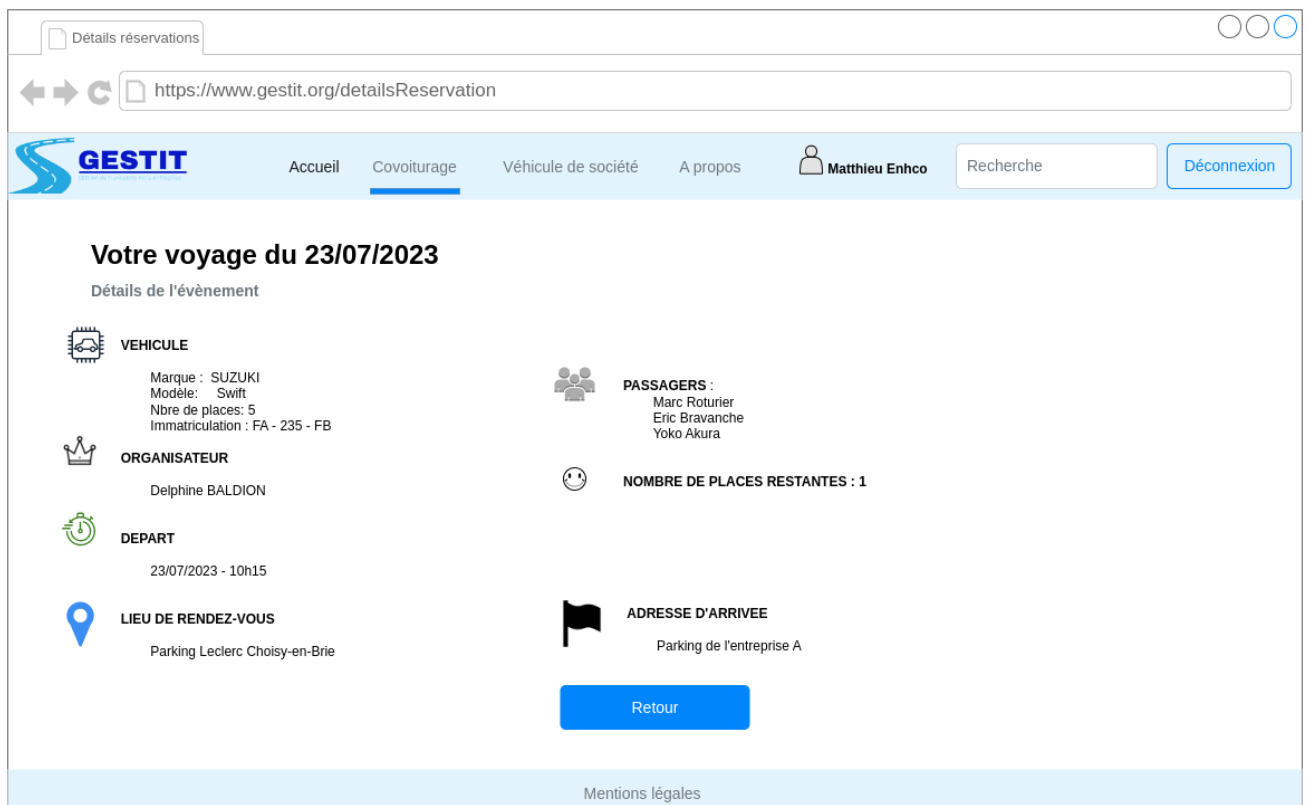 Détails réservations
https://www.gestit.org/detailsReservation
GESTIT
Accueil
Covoiturage
Véhicule de société
A propos
Matthieu Enhco
Recherche
Déconnexion
Votre voyage du 23/07/2023
Détails de l'évènement
VEHICULE
Marque : SUZUKI
Modèle: Swift
Nbre de places: 5
Immatriculation : FA - 235 - FB
ORGANISATEUR
Delphine BALDION
DEPART
23/07/2023 - 10h15
LIEU DE RENDEZ-VOUS
Parking Leclerc Choisy-en-Brie
PASSAGERS :
Marc Roturier
Eric Bravanche
Yoko Akura
NOMBRE DE PLACES RESTANTES : 1
ADRESSE D'ARRIVEE
Parking de l'entreprise A
Retour
Mentions légales